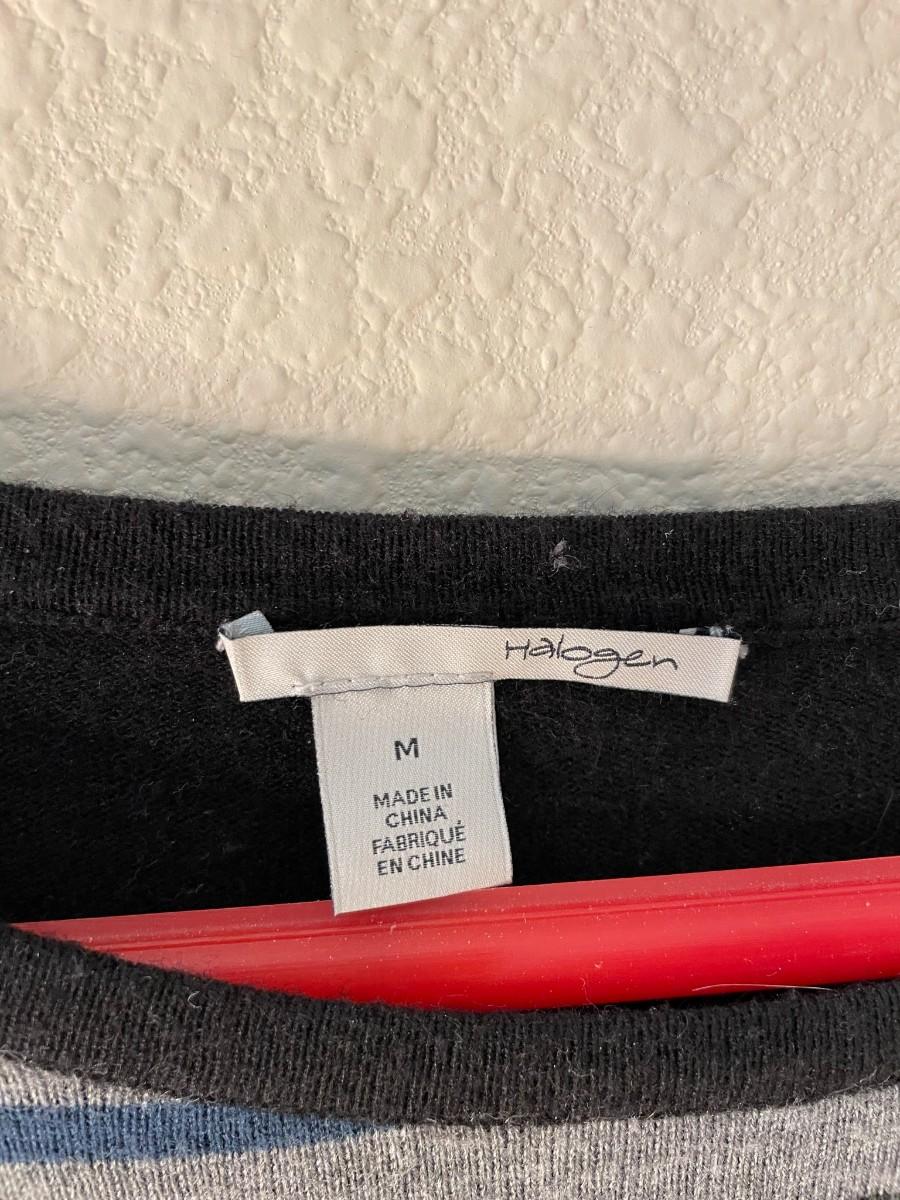 Halogen
M
MADE IN
CHINA
FABRIQUÉ
EN CHINE